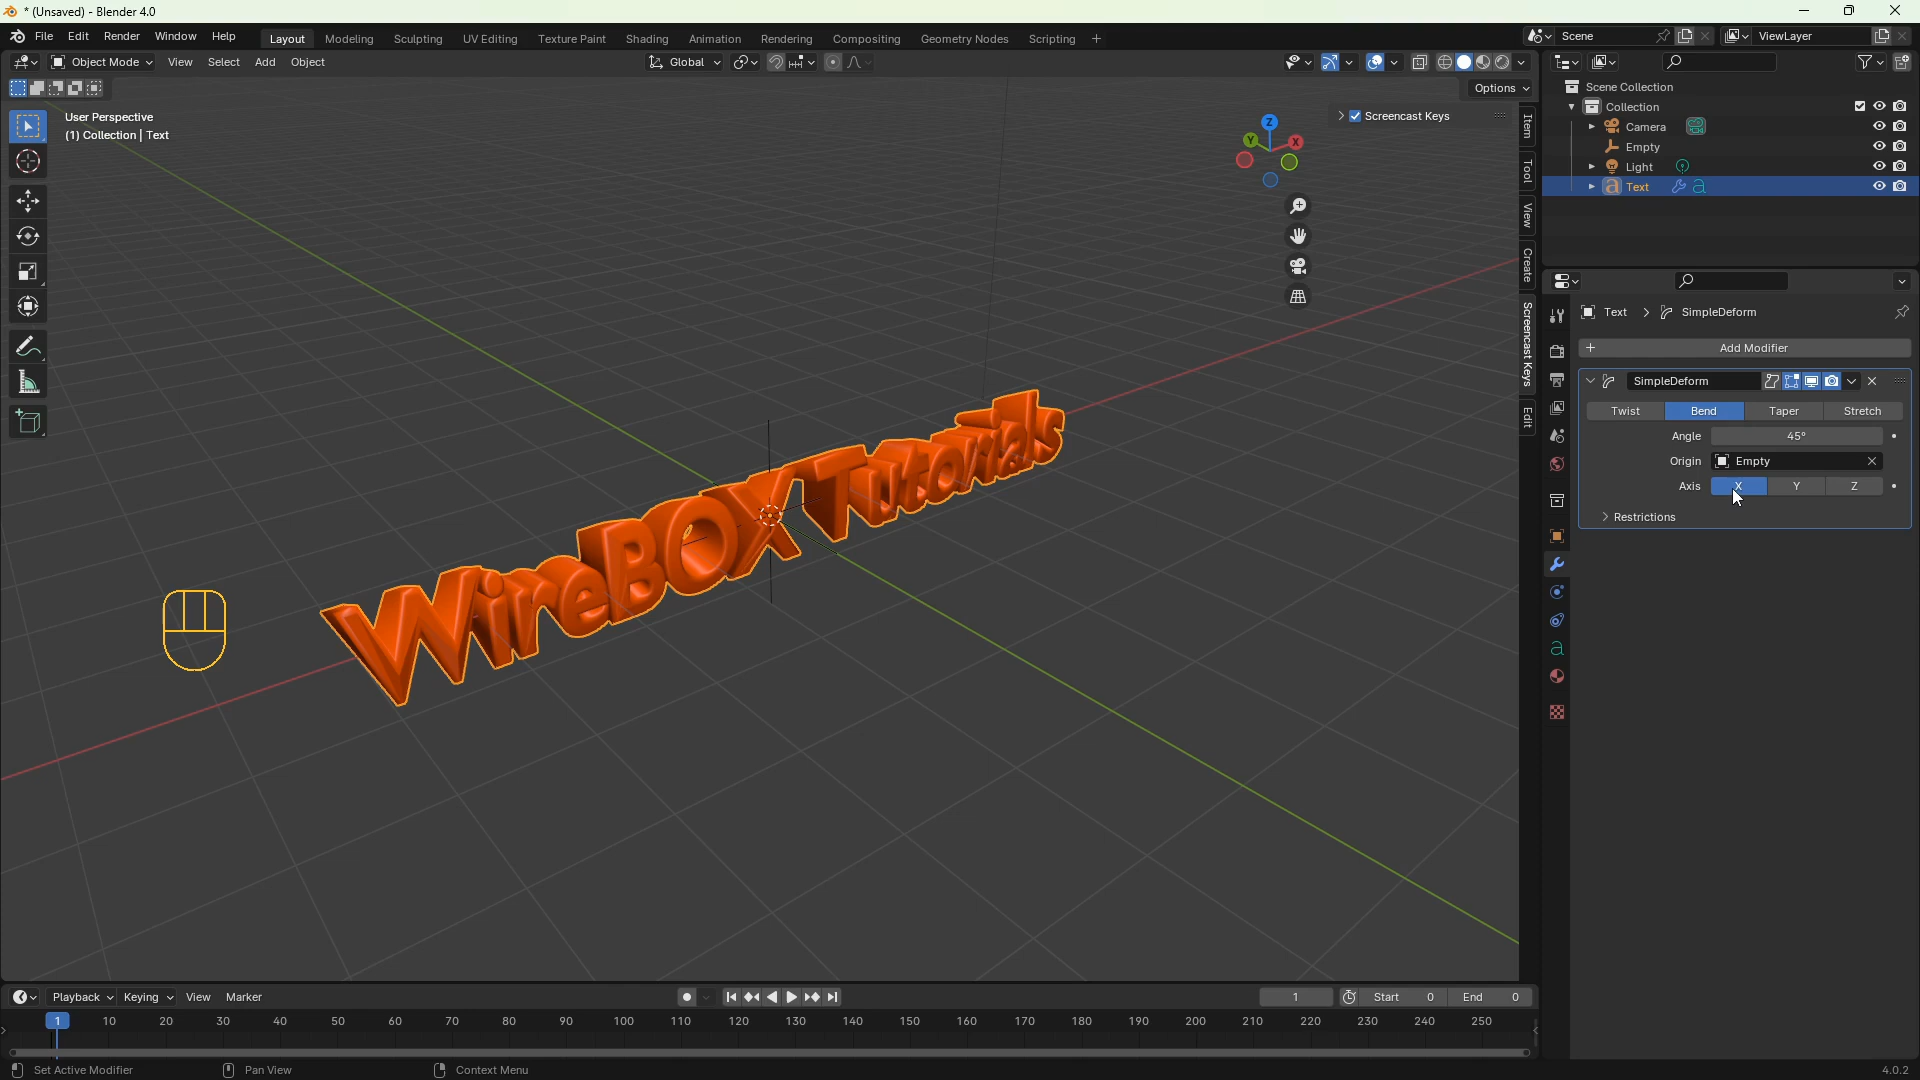 * (Unsaved) - Blender 4.0
File Edit Render Window Help
Layout Modeling Sculpting UV Editing Texture Paint Shading Animation Rendering Compositing Geometry Nodes Scripting +
Scene ViewLayer
Object Mode View Select Add Object
Global
Options
User Perspective
(1) Collection | Text
Screencast Keys
Z
Y
X
Item
Tool
View
Create
Screencast Keys
Edit
WireBOX Tutorials
Scene Collection
Collection
Camera
Empty
Light
Text
Text > SimpleDeform
+ Add Modifier
SimpleDeform
Twist Bend Taper Stretch
Angle 45°
Origin Empty
Axis X Y Z
Restrictions
Playback Keying View Marker
1 Start 0 End 0
1 10 20 30 40 50 60 70 80 90 100 110 120 130 140 150 160 170 180 190 200 210 220 230 240 250
Set Active Modifier Pan View Context Menu 4.0.2